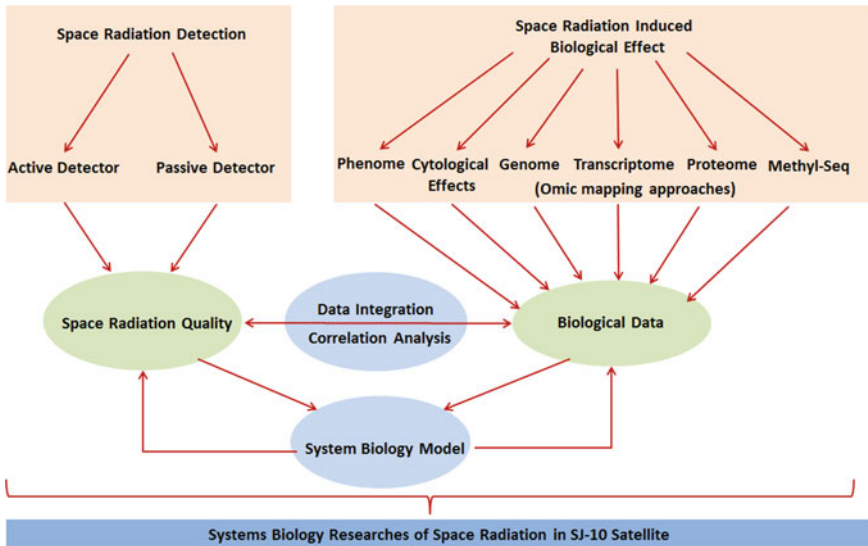 Space Radiation Detection
Space Radiation Induced
Biological Effect
Active Detector
Passive Detector
Phenome
Cytological
Effects
Genome
Transcriptome
Proteome
Methyl-Seq
(Omic mapping approaches)
Space Radiation Quality
Data Integration
Correlation Analysis
Biological Data
System Biology Model
Systems Biology Researches of Space Radiation in SJ-10 Satellite